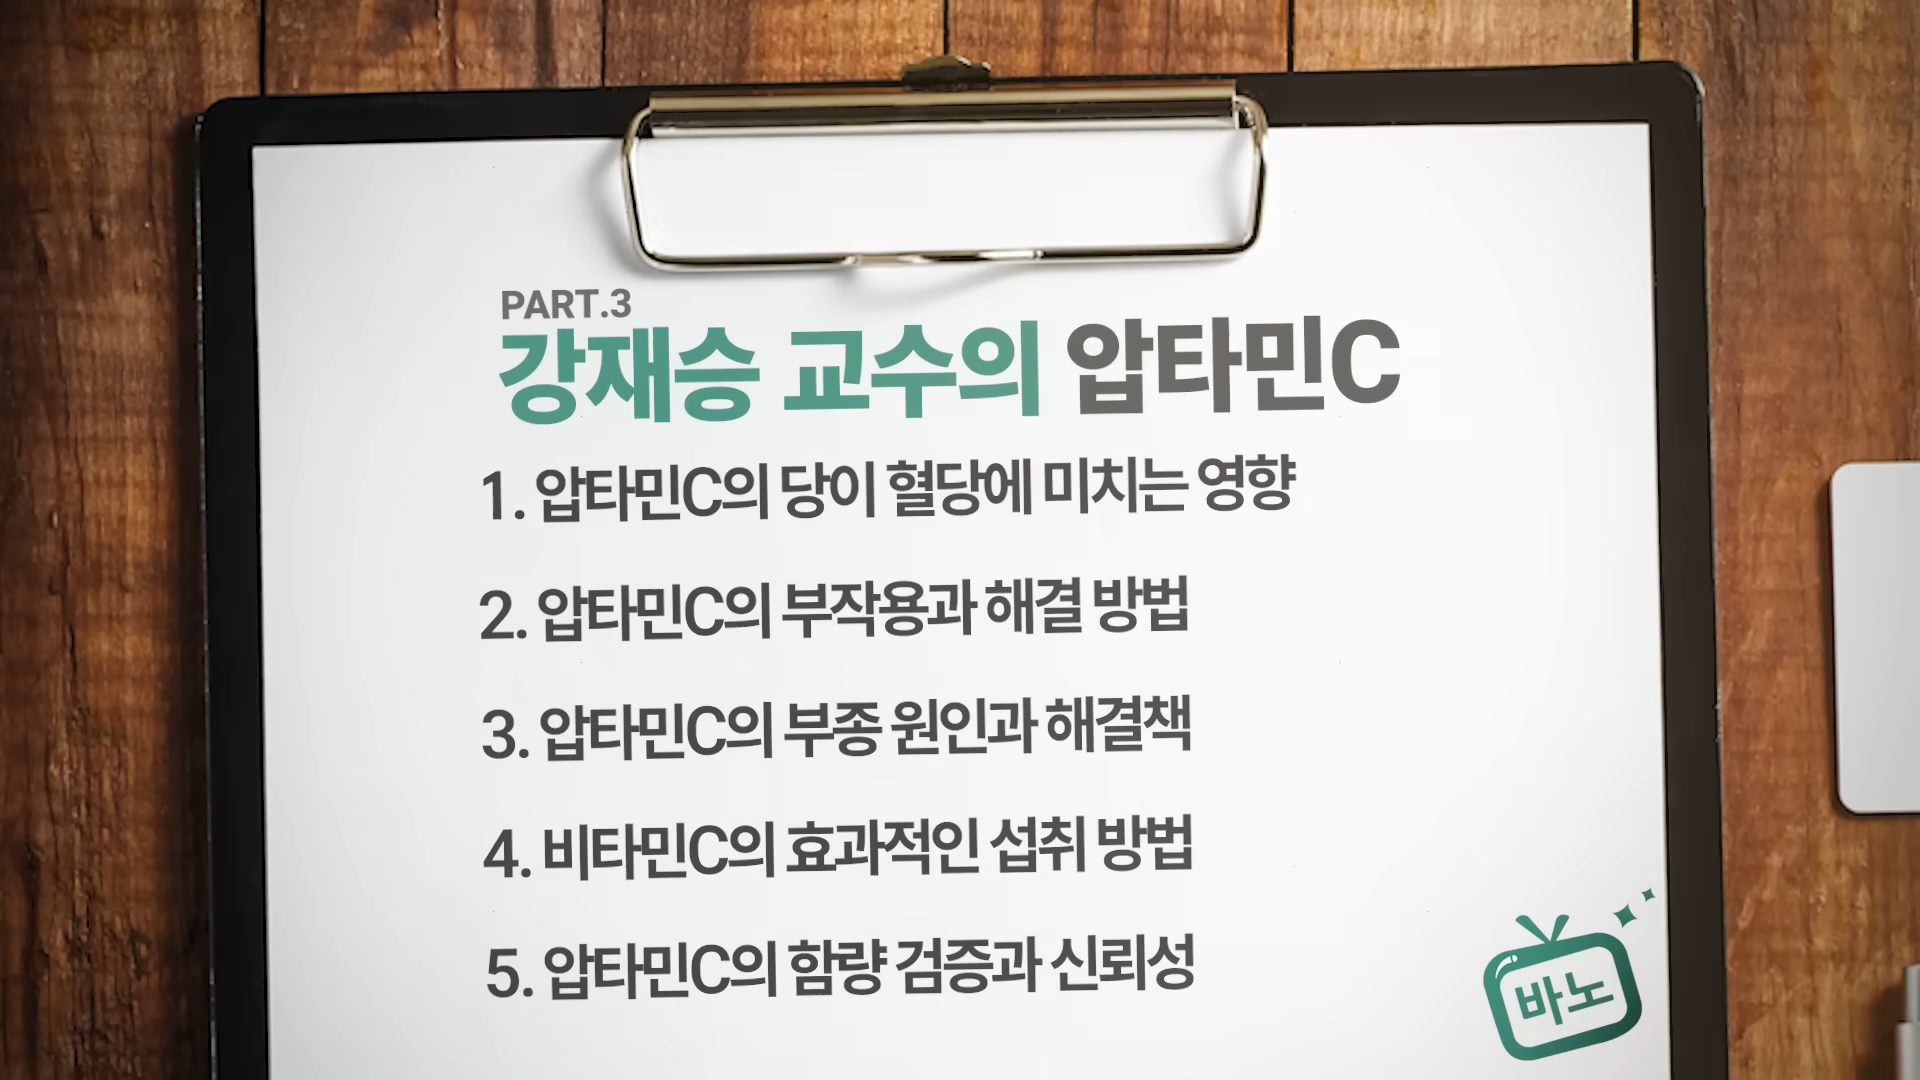 PART.3
강재승 교수의 압타민C
1. 압타민C의 당이 혈당에 미치는 영향
2. 압타민C의 부작용과 해결 방법
3. 압타민C의 부종 원인과 해결책
4. 비타민C의 효과적인 섭취 방법
5. 압타민C의 함량 검증과 신뢰성
바노